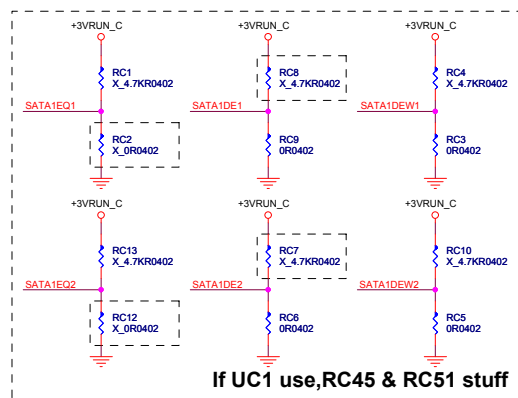 +3VRUN_C +3VRUN_C +3VRUN_C
RC1 RC8 RC4
X_4.7KR0402 X_4.7KR0402 X_4.7KR0402
SATA1EQ1 SATA1DE1 SATA1DEW1
RC2 RC9 RC3
X_0R0402 0R0402 0R0402
+3VRUN_C +3VRUN_C +3VRUN_C
RC13 RC7 RC10
X_4.7KR0402 X_4.7KR0402 X_4.7KR0402
SATA1EQ2 SATA1DE2 SATA1DEW2
RC12 RC6 RC5
X_0R0402 0R0402 0R0402
If UC1 use,RC45 & RC51 stuff